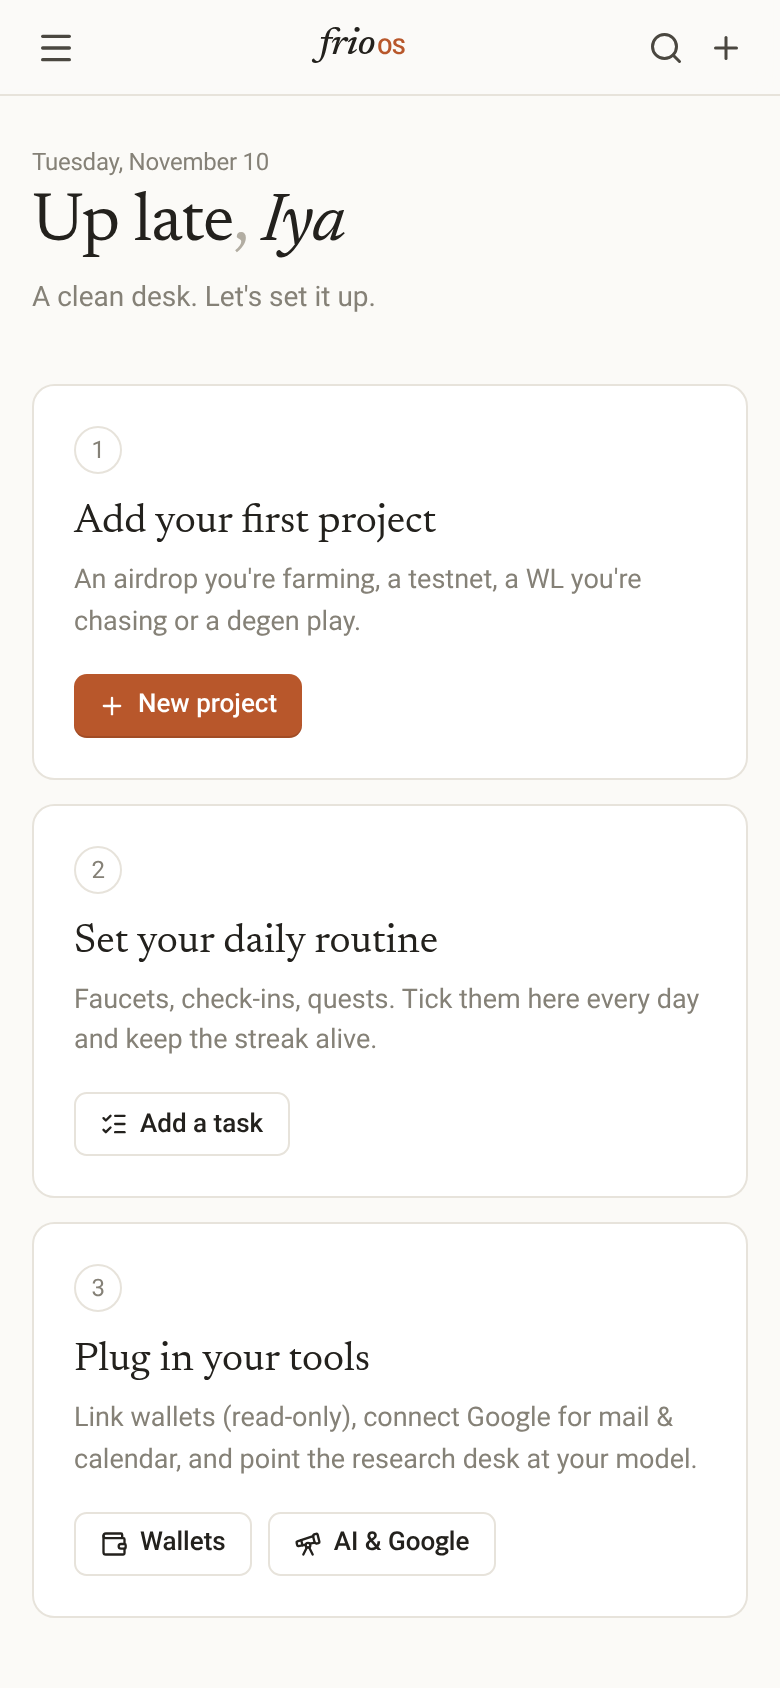 frio OS
Tuesday, November 10
Up late, Iya
A clean desk. Let's set it up.
1
Add your first project
An airdrop you're farming, a testnet, a WL you're
chasing or a degen play.
New project
2
Set your daily routine
Faucets, check-ins, quests. Tick them here every day
and keep the streak alive.
Add a task
3
Plug in your tools
Link wallets (read-only), connect Google for mail &
calendar, and point the research desk at your model.
Wallets
AI & Google